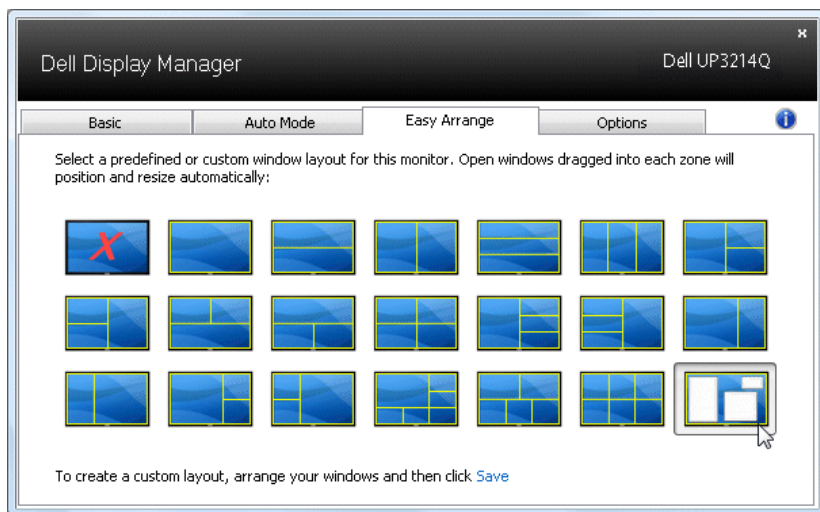 Dell Display Manager
Dell UP3214Q
Basic
Auto Mode
Easy Arrange
Options
Select a predefined or custom window layout for this monitor. Open windows dragged into each zone will
position and resize automatically:
To create a custom layout, arrange your windows and then click Save